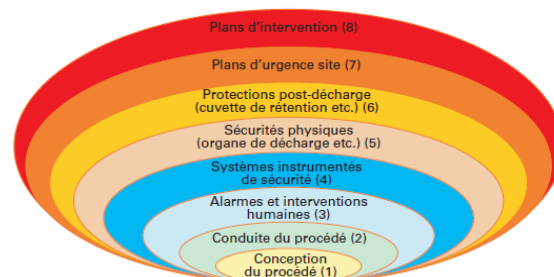 Plans d'intervention (8)
Plans d'urgence site (7)
Protections post-décharge
(cuvette de rétention etc.) (6)
Sécurités physiques
(organe de décharge etc.) (5)
Systèmes instrumentés
de sécurité (4)
Alarmes et interventions
humaines (3)
Conduite du procédé (2)
Conception
du procédé (1)